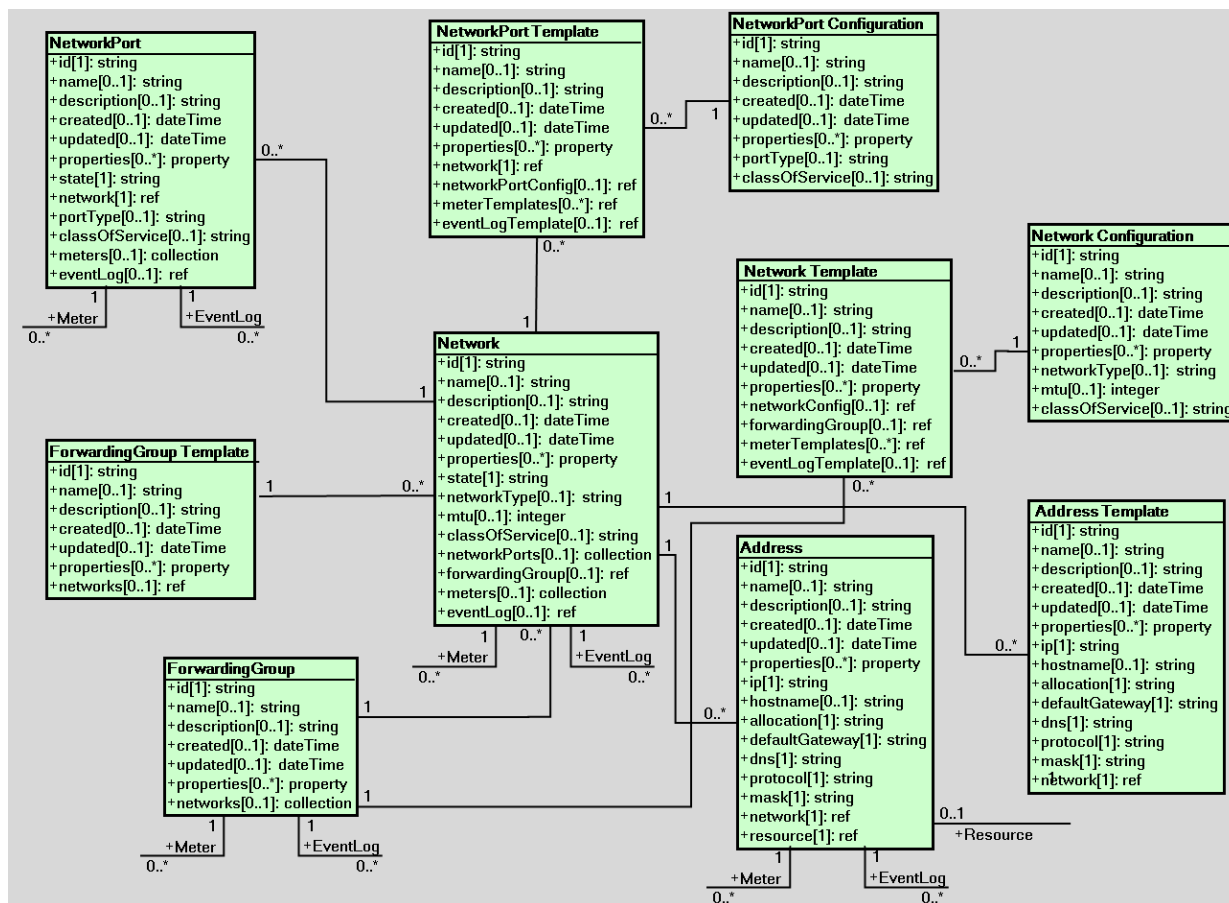 NetworkPort
+id[1]: string
+name[0..1]: string
+description[0..1]: string
+created[0..1]: dateTime
+updated[0..1]: dateTime
+properties[0..*]: property
+state[1]: string
+network[1]: ref
+portType[0..1]: string
+classOfService[0..1]: string
+meters[0..1]: collection
+eventLog[0..1]: ref
0..*
1
1
+Meter
+EventLog
0..*
0..*
NetworkPort Template
+id[1]: string
+name[0..1]: string
+description[0..1]: string
+created[0..1]: dateTime
+updated[0..1]: dateTime
+properties[0..*]: property
+network[1]: ref
+networkPortConfig[0..1]: ref
+meterTemplates[0..*]: ref
+eventLogTemplate[0..1]: ref
0..*
1
0..*
1
NetworkPort Configuration
+id[1]: string
+name[0..1]: string
+description[0..1]: string
+created[0..1]: dateTime
+updated[0..1]: dateTime
+properties[0..*]: property
+portType[0..1]: string
+classOfService[0..1]: string
Network Template
+id[1]: string
+name[0..1]: string
+description[0..1]: string
+created[0..1]: dateTime
+updated[0..1]: dateTime
+properties[0..*]: property
+networkConfig[0..1]: ref
+forwardingGroup[0..1]: ref
+meterTemplates[0..*]: ref
+eventLogTemplate[0..1]: ref
0..*
1
0..*
Network Configuration
+id[1]: string
+name[0..1]: string
+description[0..1]: string
+created[0..1]: dateTime
+updated[0..1]: dateTime
+properties[0..*]: property
+networkType[0..1]: string
+mtu[0..1]: integer
+classOfService[0..1]: string
Network
+id[1]: string
+name[0..1]: string
+description[0..1]: string
+created[0..1]: dateTime
+updated[0..1]: dateTime
+properties[0..*]: property
+state[1]: string
+networkType[0..1]: string
+mtu[0..1]: integer
+classOfService[0..1]: string
+networkPorts[0..1]: collection
+forwardingGroup[0..1]: ref
+meters[0..1]: collection
+eventLog[0..1]: ref
1
0..*
1
1
1
0..*
1
+Meter
+EventLog
0..*
0..*
ForwardingGroup Template
+id[1]: string
+name[0..1]: string
+description[0..1]: string
+created[0..1]: dateTime
+updated[0..1]: dateTime
+properties[0..*]: property
+networks[0..1]: ref
1
ForwardingGroup
+id[1]: string
+name[0..1]: string
+description[0..1]: string
+created[0..1]: dateTime
+updated[0..1]: dateTime
+properties[0..*]: property
+networks[0..1]: collection
1
1
1
1
+Meter
+EventLog
0..*
0..*
Address
+id[1]: string
+name[0..1]: string
+description[0..1]: string
+created[0..1]: dateTime
+updated[0..1]: dateTime
+properties[0..*]: property
+ip[1]: string
+hostname[0..1]: string
+allocation[1]: string
+defaultGateway[1]: string
+dns[1]: string
+protocol[1]: string
+mask[1]: string
+network[1]: ref
+resource[1]: ref
0..*
0..1
+Resource
1
1
+Meter
+EventLog
0..*
0..*
Address Template
+id[1]: string
+name[0..1]: string
+description[0..1]: string
+created[0..1]: dateTime
+updated[0..1]: dateTime
+properties[0..*]: property
+ip[1]: string
+hostname[0..1]: string
+allocation[1]: string
+defaultGateway[1]: string
+dns[1]: string
+protocol[1]: string
+mask[1]: string
+network[1]: ref
1
0..*